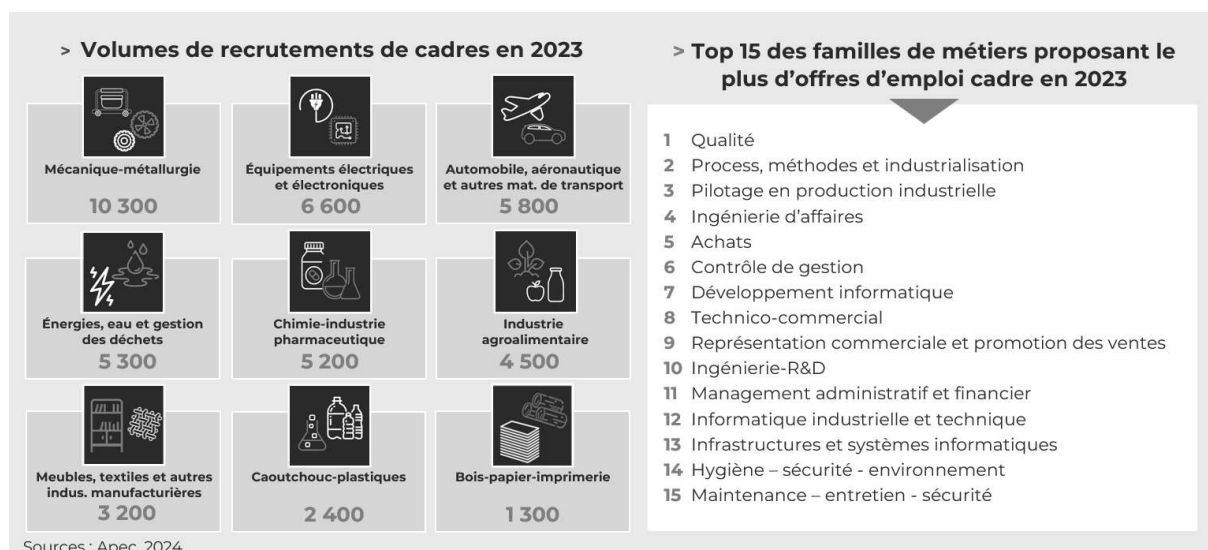 > Volumes de recrutements de cadres en 2023
Mécanique-métallurgie
10 300
Équipements électriques
et électroniques
6 600
Automobile, aéronautique
et autres mat. de transport
5 800
Énergies, eau et gestion
des déchets
5 300
Chimie-industrie
pharmaceutique
5 200
Industrie
agroalimentaire
4 500
Meubles, textiles et autres
indus. manufacturières
3 200
Caoutchouc-plastiques
2 400
Bois-papier-imprimerie
1 300
Sources : Apec, 2024
> Top 15 des familles de métiers proposant le
plus d’offres d’emploi cadre en 2023
1 Qualité
2 Process, méthodes et industrialisation
3 Pilotage en production industrielle
4 Ingénierie d’affaires
5 Achats
6 Contrôle de gestion
7 Développement informatique
8 Technico-commercial
9 Représentation commerciale et promotion des ventes
10 Ingénierie-R&D
11 Management administratif et financier
12 Informatique industrielle et technique
13 Infrastructures et systèmes informatiques
14 Hygiène – sécurité - environnement
15 Maintenance – entretien - sécurité